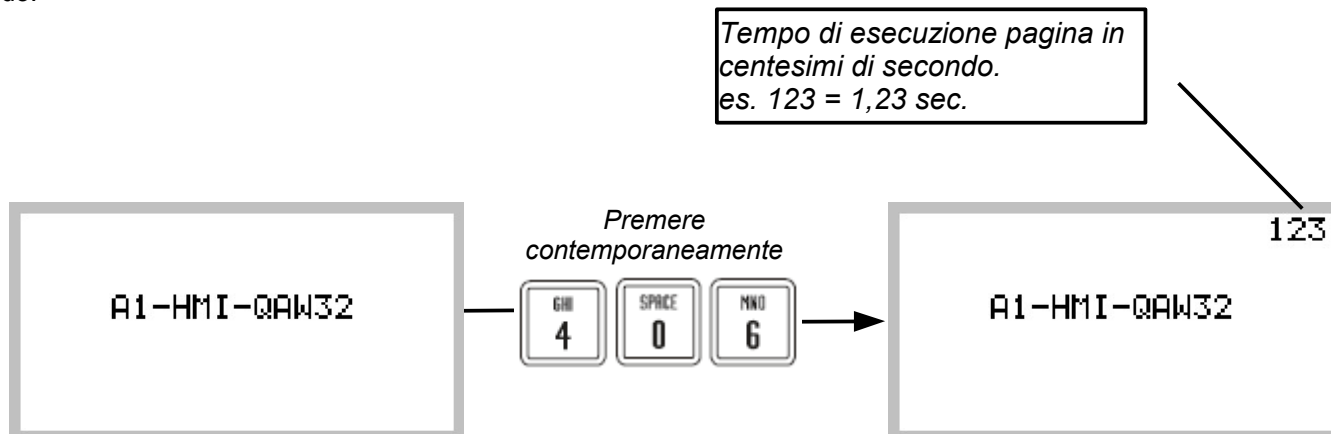 Tempo di esecuzione pagina in
centesimi di secondo.
es. 123 = 1,23 sec.
Premere
contemporaneamente
A1-HMI-QAW32
GHI
4
SPACE
0
MNO
6
123
A1-HMI-QAW32